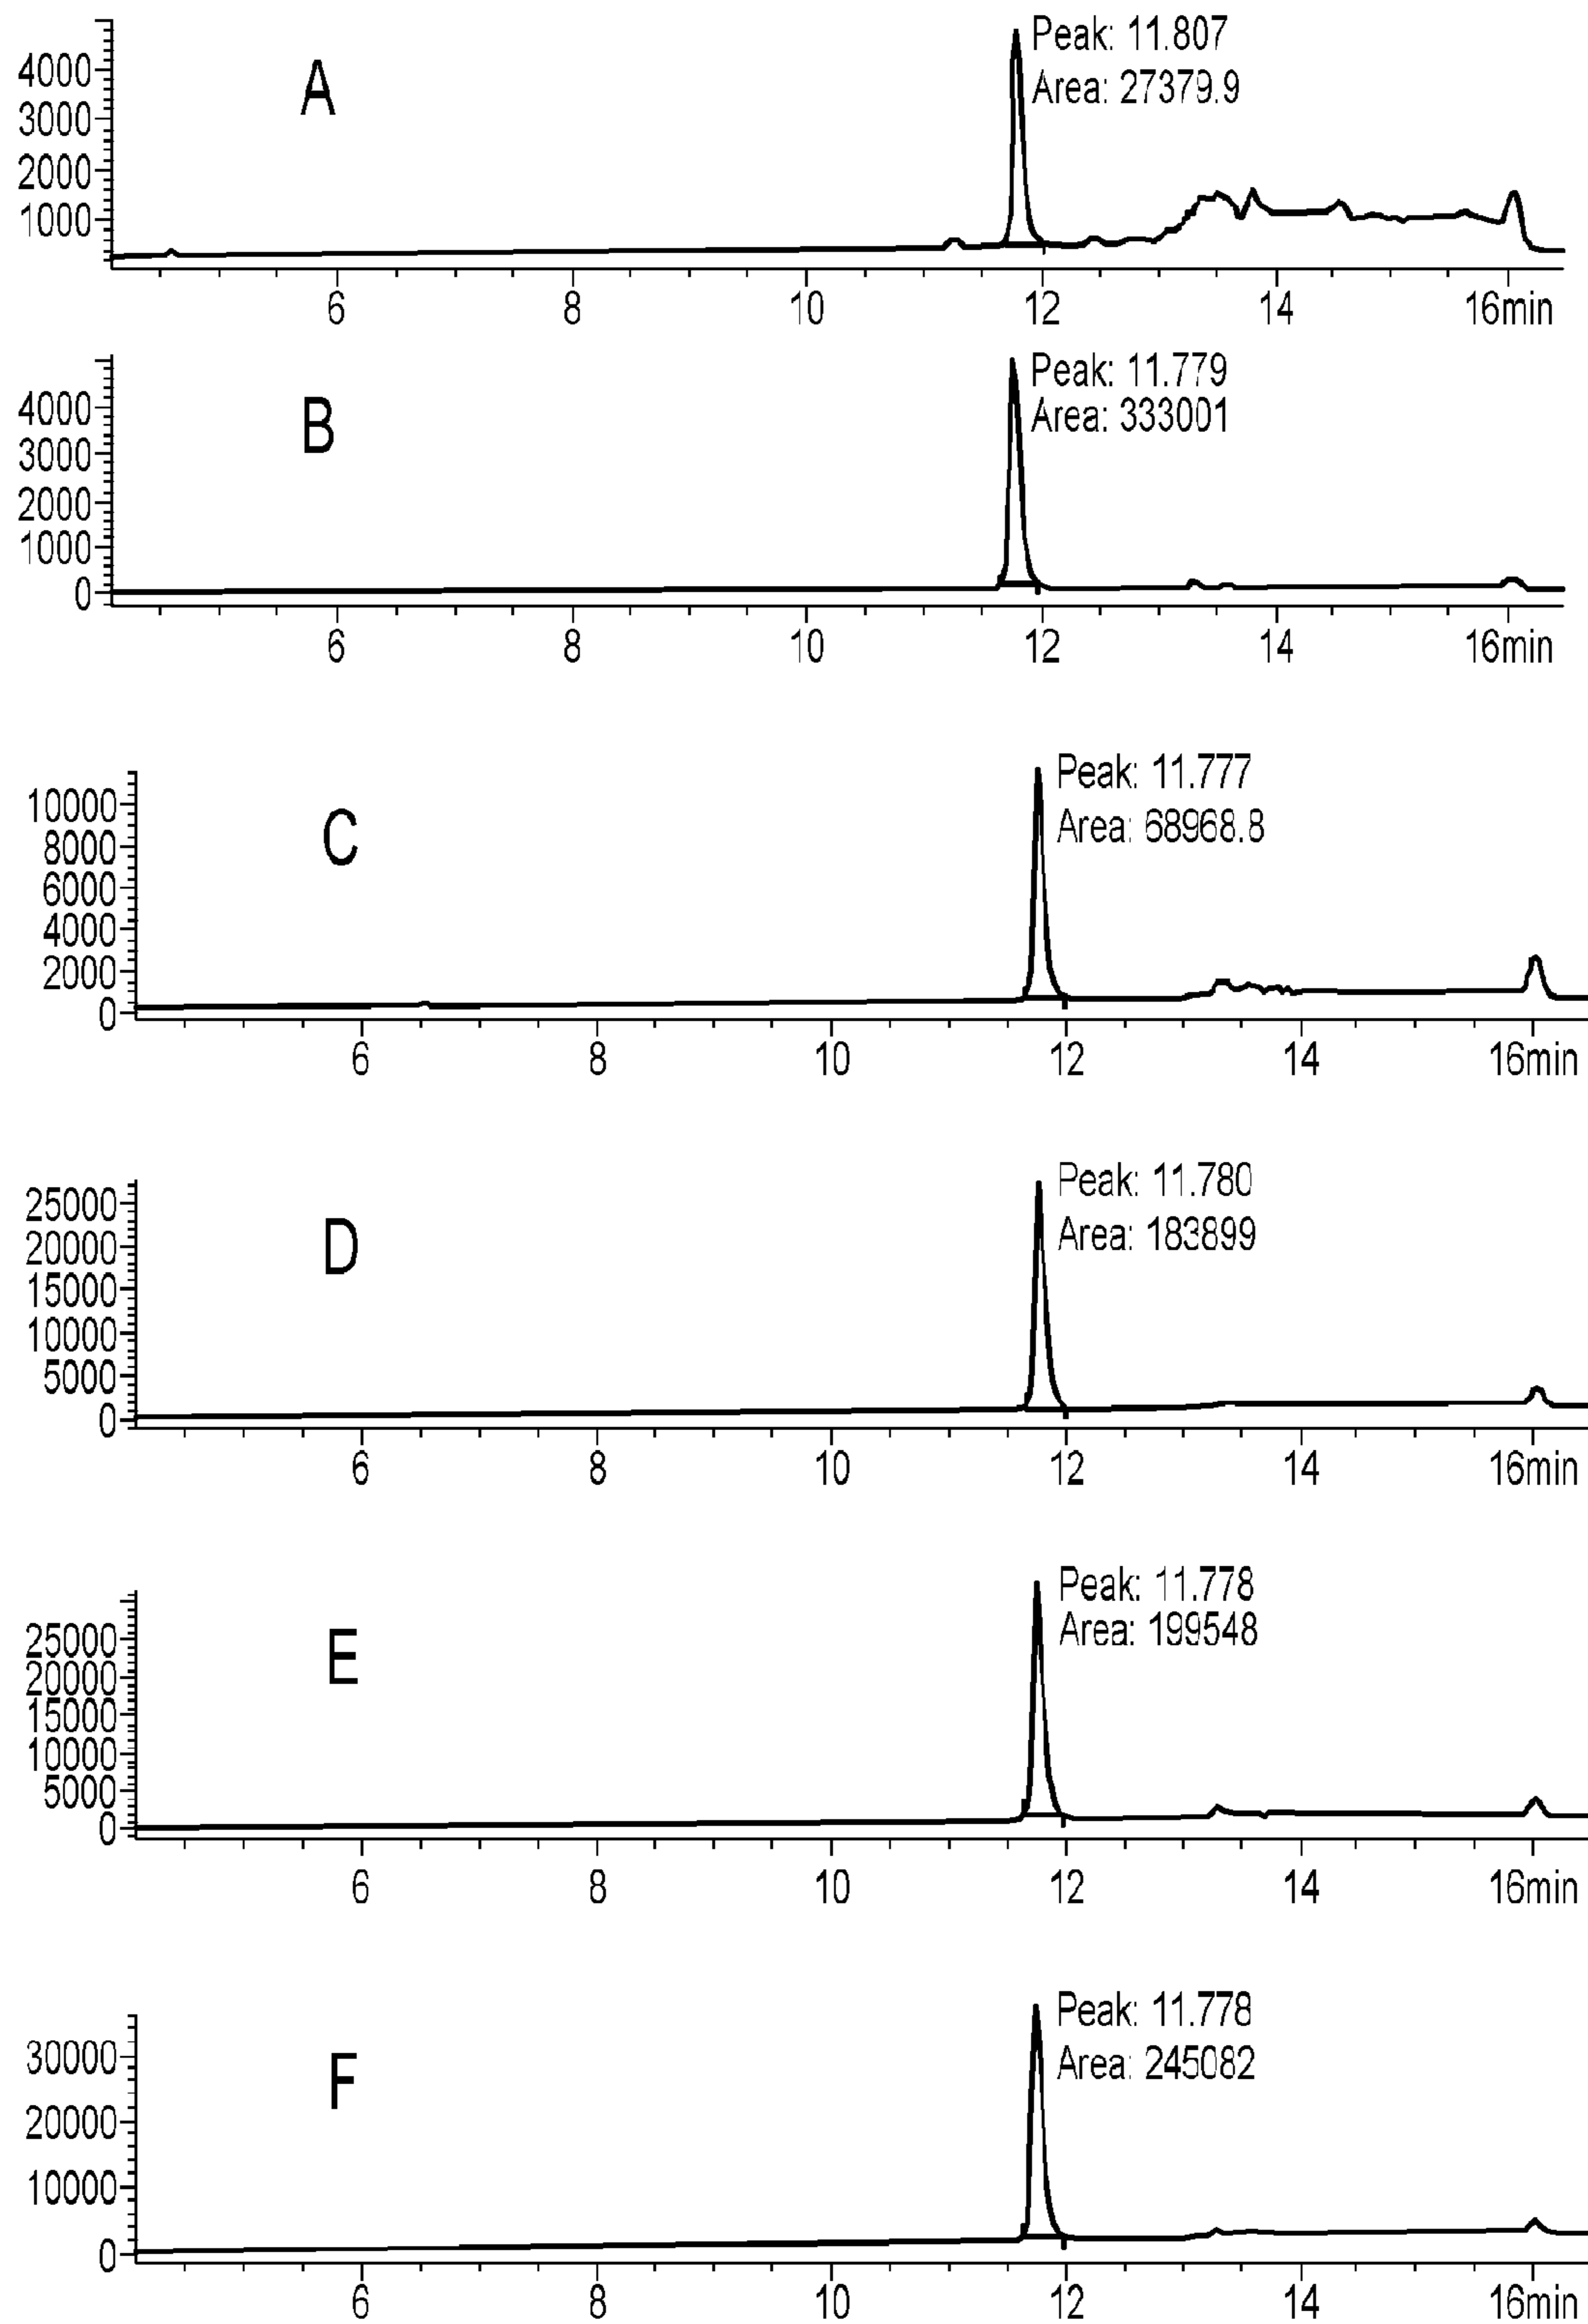 Peak: 11.807
4000
A
Area: 27379.9
3000
2000
1000
6 8 10 12 14 16min
Peak: 11.779
4000
B
Area: 333001
3000
2000
1000
0
6 8 10 12 14 16min
Peak: 11.777
10000
C
Area: 68968.8
8000
6000
4000
2000
0
6 8 10 12 14 16min
Peak: 11.780
25000
D
Area: 183899
20000
15000
10000
5000
0
6 8 10 12 14 16min
Peak: 11.778
25000
E
Area: 199548
20000
15000
10000
5000
0
6 8 10 12 14 16min
Peak: 11.778
30000
F
Area: 245082
20000
10000
0
6 8 10 12 14 16min